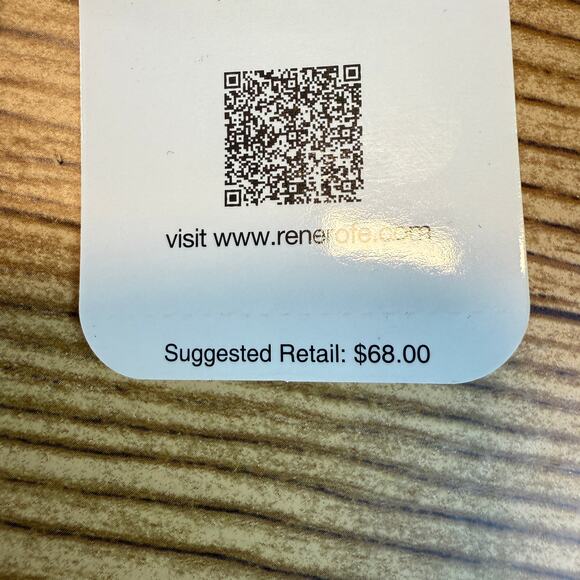 visit www.renerofe.com
Suggested Retail: $68.00